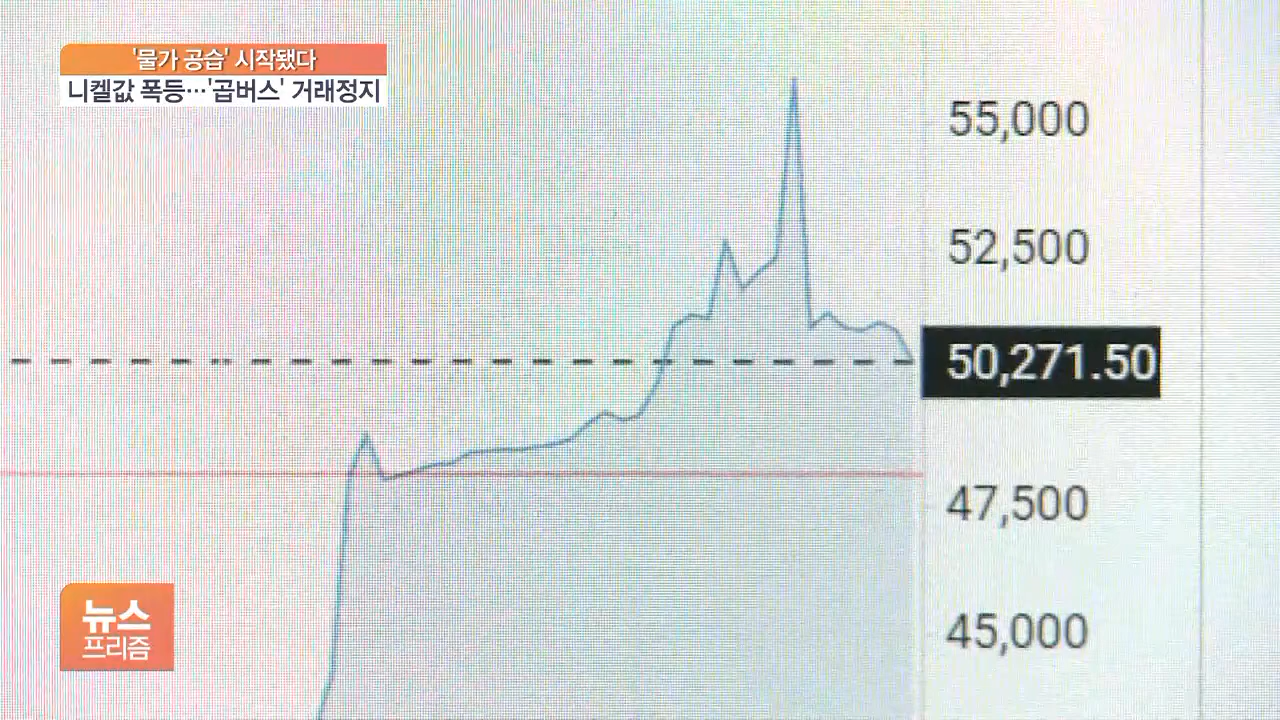 '물가 공습' 시작됐다
니켈값 폭등…'곱버스' 거래정지
55,000
52,500
50,271.50
47,500
45,000
뉴스
프리즘